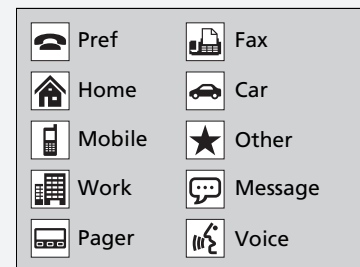 Pref
Fax
Home
Car
Mobile
Other
Work
Message
Pager
Voice